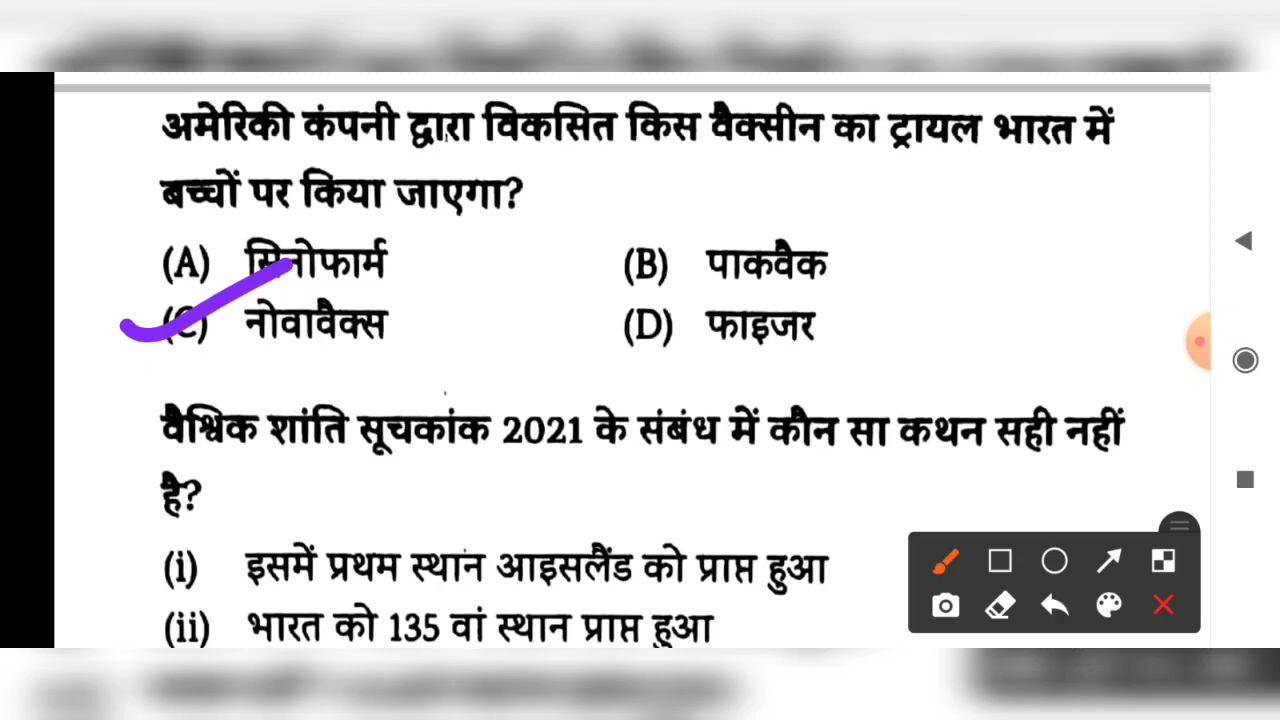 अमेरिकी कंपनी द्वारा विकसित किस वैक्सीन का ट्रायल भारत में
बच्चों पर किया जाएगा?
(A) सिनोफार्म (B) पाकवैक
(C) नोवावैक्स (D) फाइजर
वैश्विक शांति सूचकांक 2021 के संबंध में कौन सा कथन सही नहीं
है?
(i) इसमें प्रथम स्थान आइसलैंड को प्राप्त हुआ
(ii) भारत को 135 वां स्थान प्राप्त हुआ